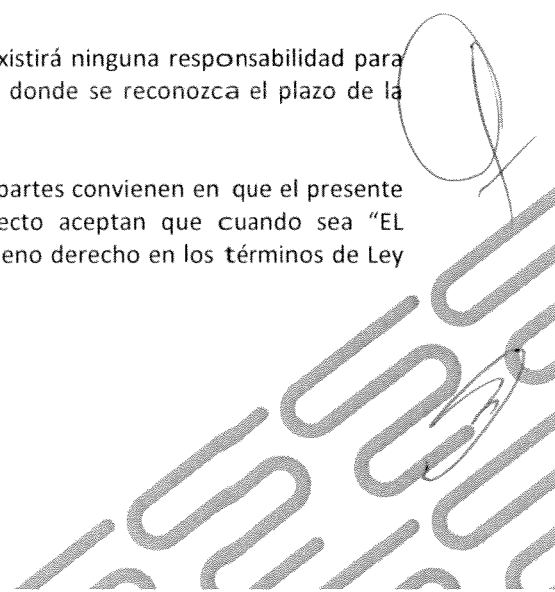 xistirá ninguna responsabilidad para
donde se reconozca el plazo de la
partes convienen en que el presente
ecto aceptan que cuando sea “EL
eno derecho en los términos de Ley